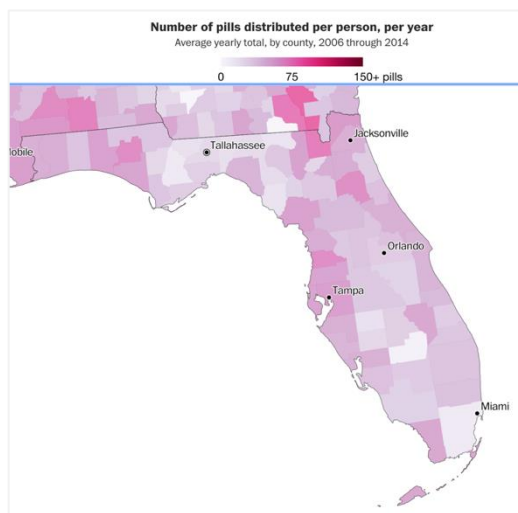 Number of pills distributed per person, per year
Average yearly total, by county, 2006 through 2014
0 75 150+ pills
Jacksonville
Tallahassee
obile
Orlando
Tampa
Miami